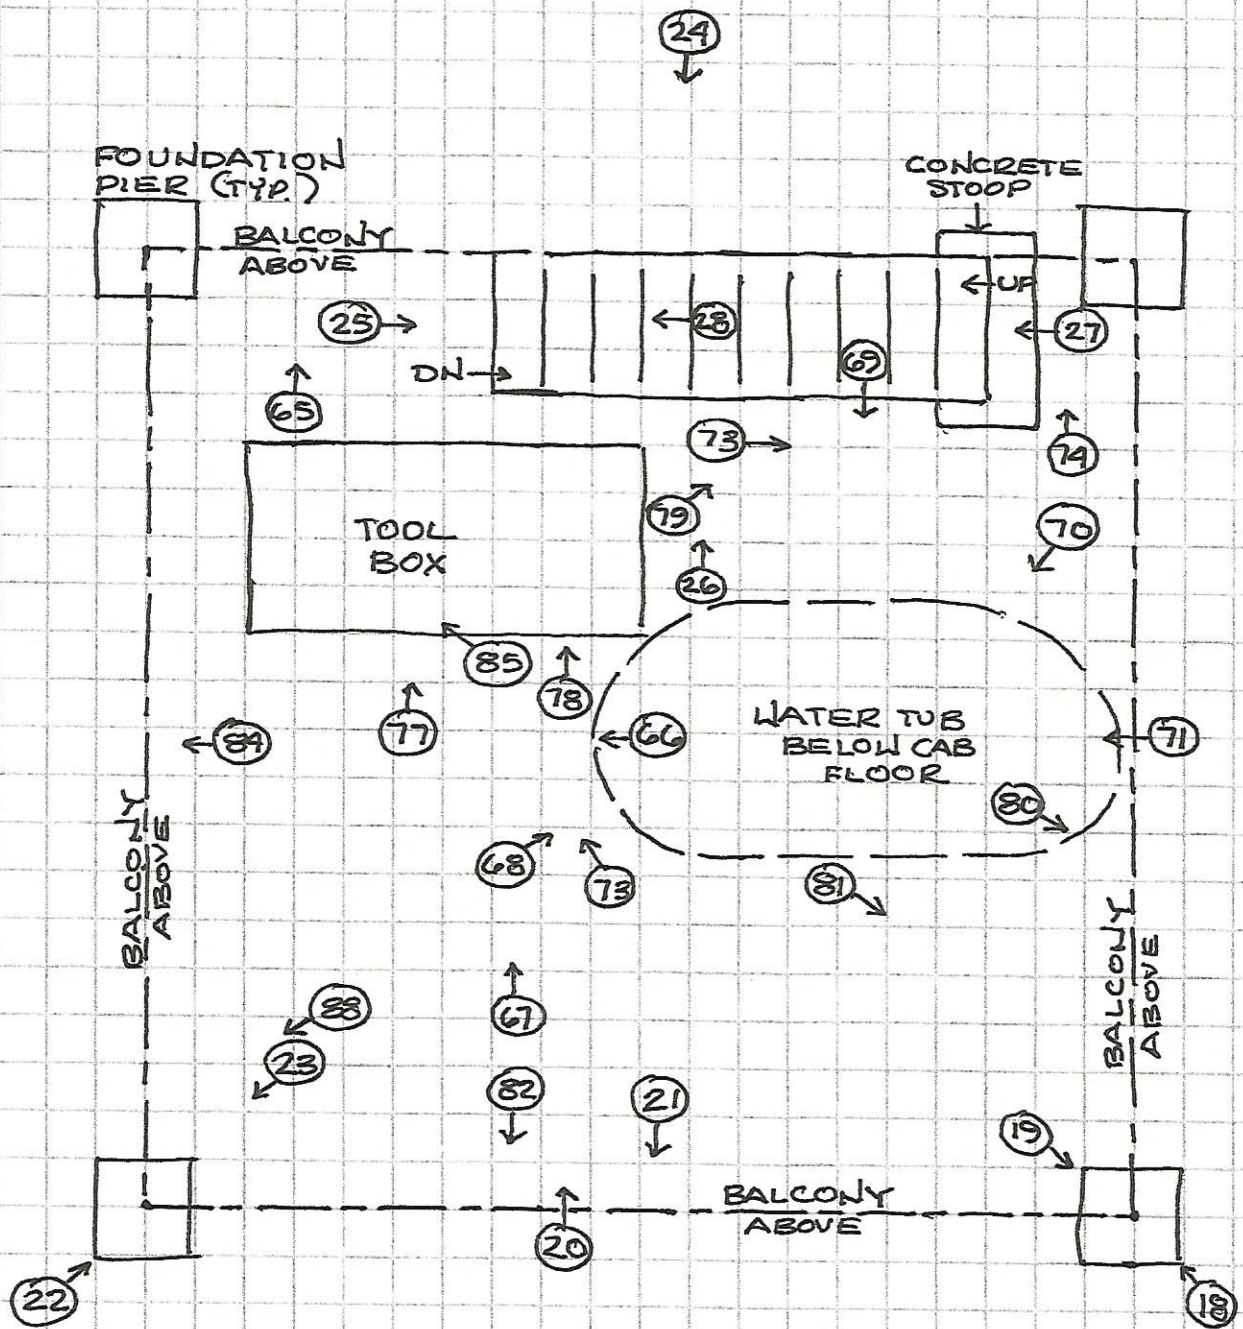 24
FOUNDATION
PIER (TYP.)
CONCRETE
STOOP
BALCONY
ABOVE
UP
25
28
27
DN
69
65
73
74
79
70
TOOL
BOX
26
85
78
77
84
66
WATER TUB
BELOW CAB
FLOOR
71
80
68
73
81
BALCONY
ABOVE
BALCONY
ABOVE
88
67
23
82
21
19
BALCONY
ABOVE
20
22
18